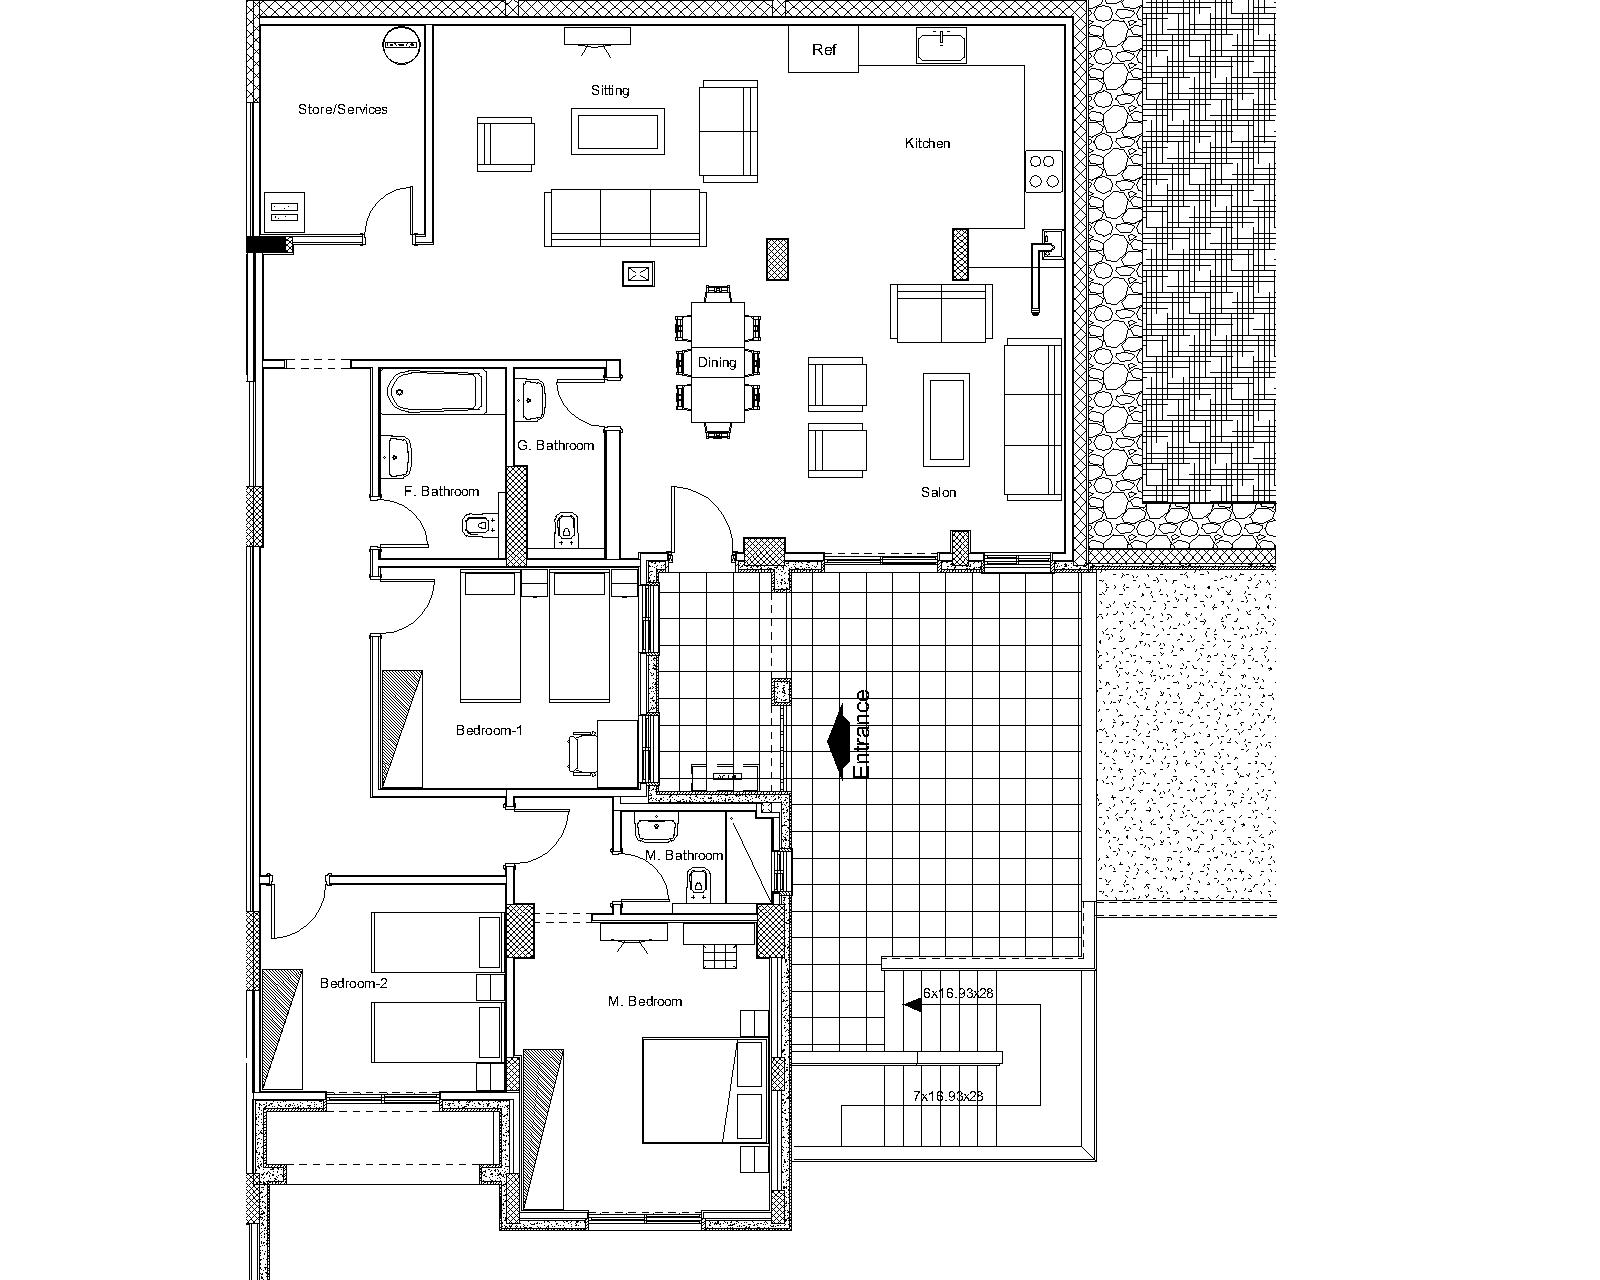 Ref
Sitting
Store/Services
Kitchen
Dining
G. Bathroom
F. Bathroom
Salon
Bedroom-1
Entrance
M. Bathroom
Bedroom-2
6x16.93x28
M. Bedroom
7x16.93x28